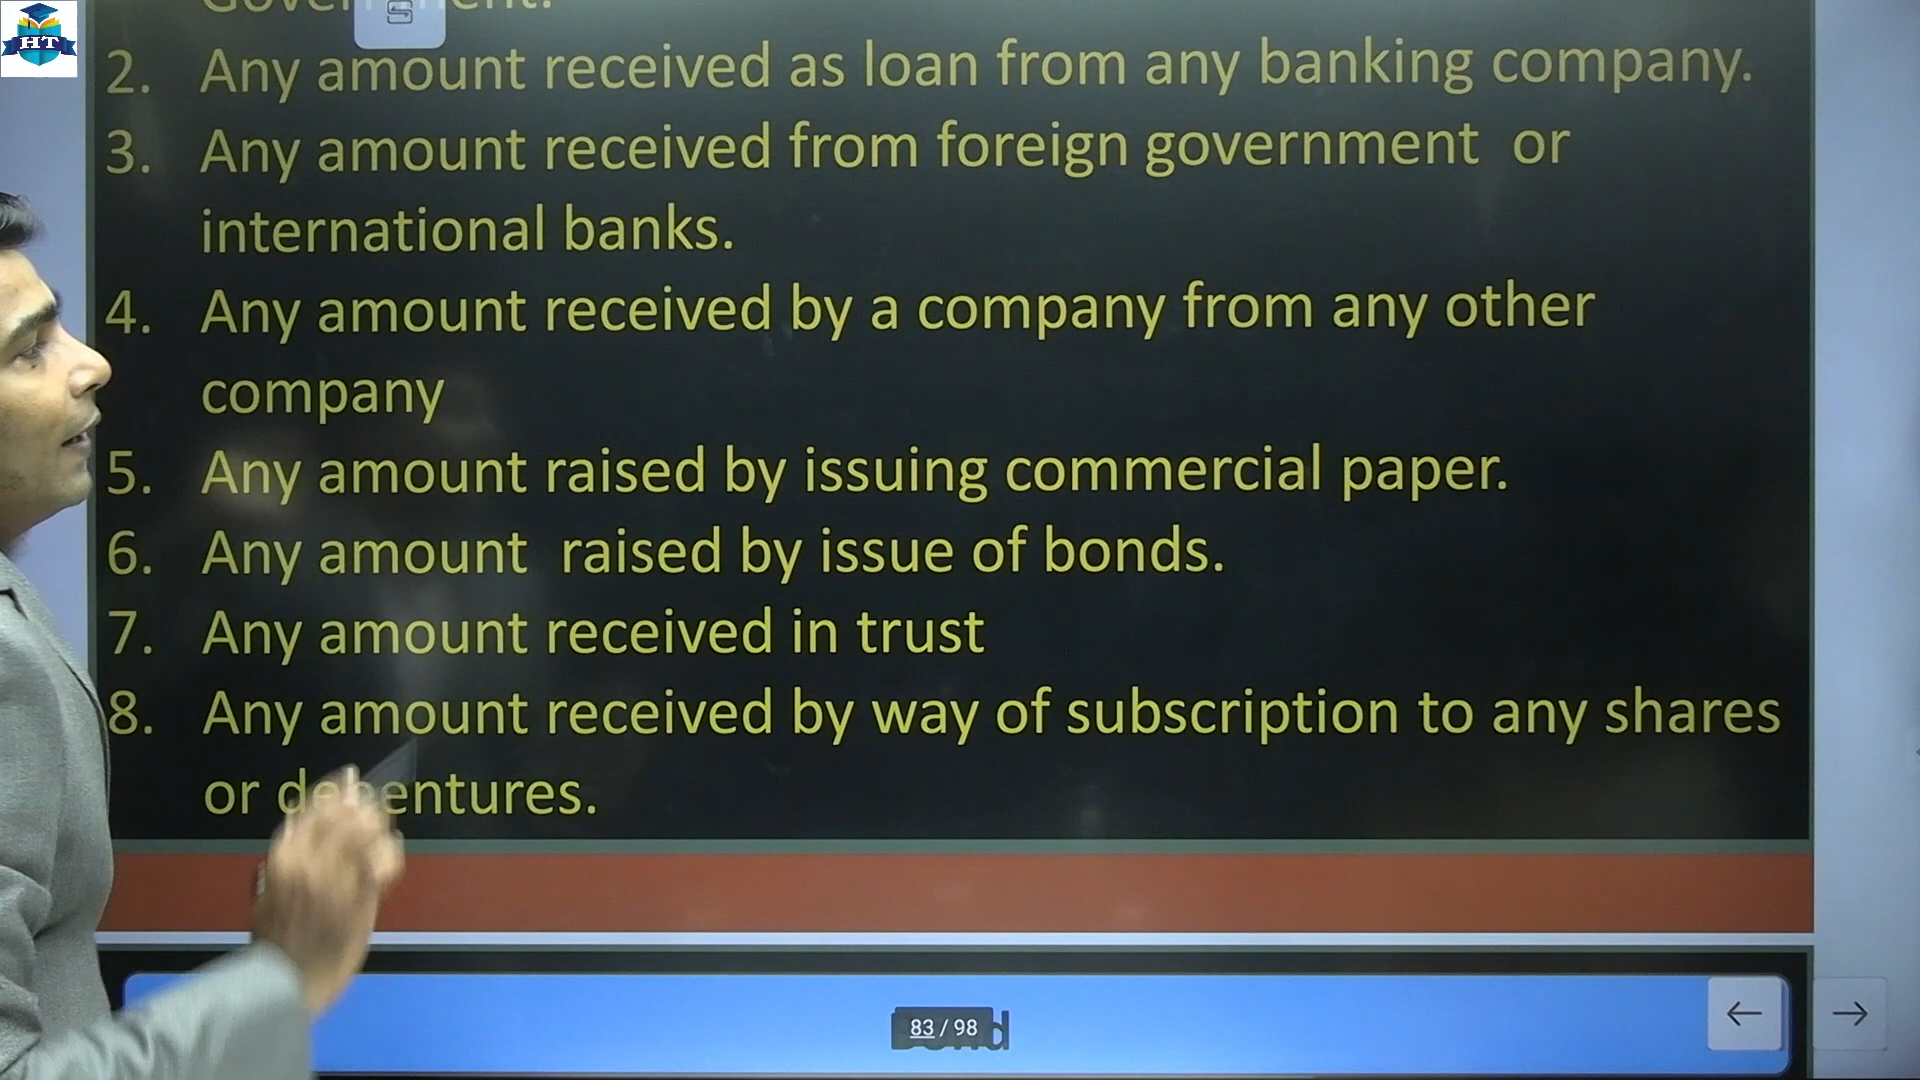 HT
2. Any amount received as loan from any banking company.
3. Any amount received from foreign government or
international banks.
4. Any amount received by a company from any other
company
5. Any amount raised by issuing commercial paper.
6. Any amount raised by issue of bonds.
7. Any amount received in trust
8. Any amount received by way of subscription to any shares
or debentures.
83 / 98